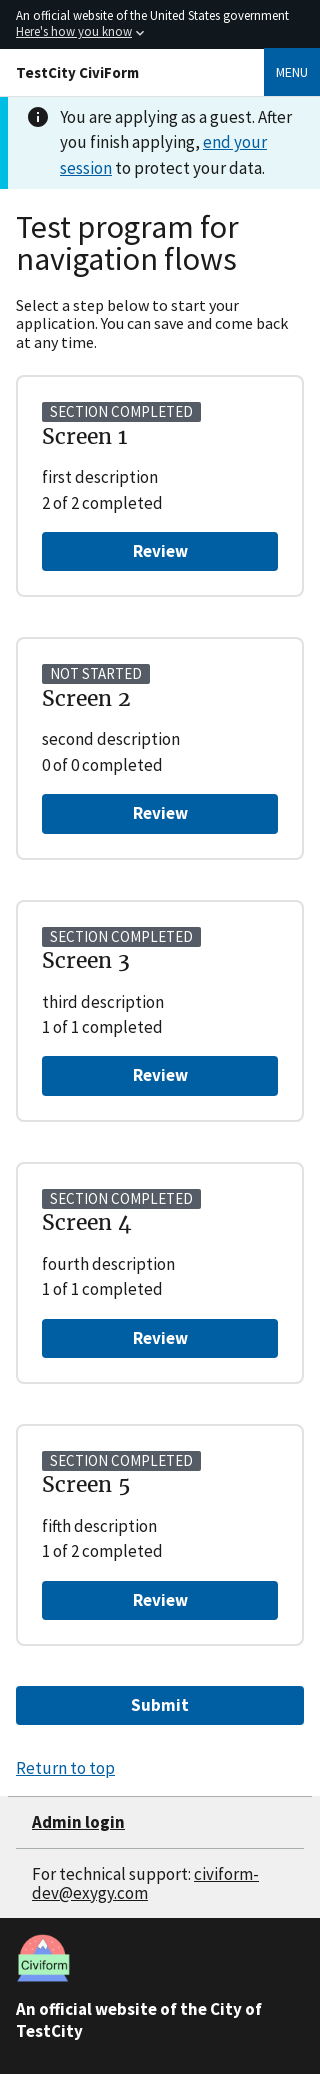 An official website of the United States government
Here's how you know
TestCity CiviForm
MENU
You are applying as a guest. After
you finish applying, end your
session to protect your data.
Test program for
navigation flows
Select a step below to start your
application. You can save and come back
at any time.
SECTION COMPLETED
Screen 1
first description
2 of 2 completed
Review
NOT STARTED
Screen 2
second description
0 of 0 completed
Review
SECTION COMPLETED
Screen 3
third description
1 of 1 completed
Review
SECTION COMPLETED
Screen 4
fourth description
1 of 1 completed
Review
SECTION COMPLETED
Screen 5
fifth description
1 of 2 completed
Review
Submit
Return to top
Admin login
For technical support: civiform-
dev@exygy.com
Civiform
An official website of the City of
TestCity